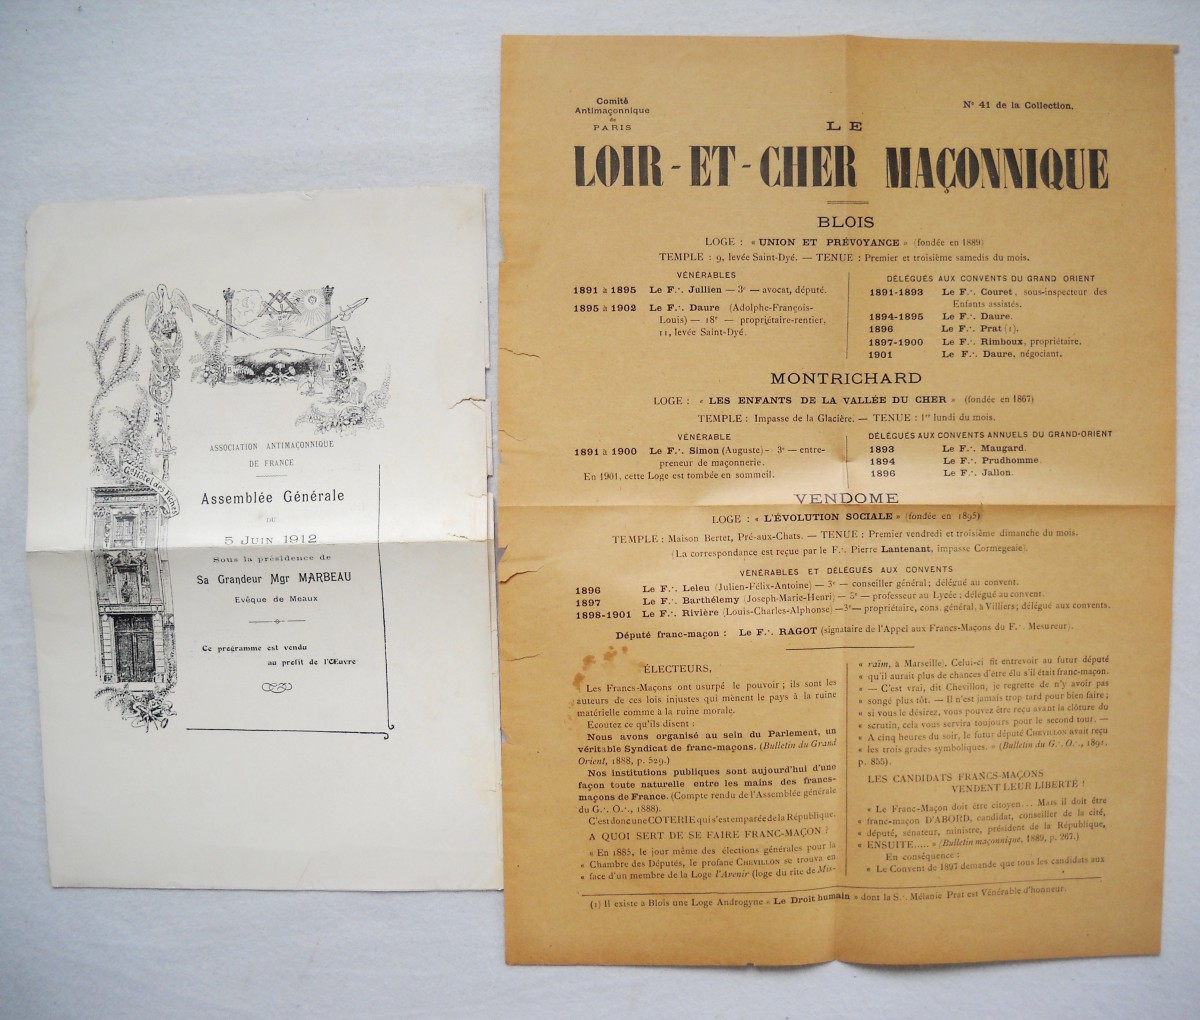 B
J
Cet Hôtel des Fiches
ASSOCIATION ANTIMAÇONNIQUE
DE FRANCE
Assemblée Générale
DU
5 JUIN 1912
Sous la présidence de
Sa Grandeur Mgr MARBEAU
Evêque de Meaux
Ce programme est vendu
au profit de l'Œuvre
Comité
Antimaçonnique
de
PARIS
N° 41 de la Collection.
LE
LOIR-ET-CHER MAÇONNIQUE
BLOIS
LOGE : « UNION ET PRÉVOYANCE » (fondée en 1889)
TEMPLE : 9, levée Saint-Dyé. — TENUE : Premier et troisième samedis du mois.
VÉNÉRABLES
1891 à 1895 Le F∴ Jullien — 3e — avocat, député.
1895 à 1902 Le F∴ Daure (Adolphe-François-
Louis) — 18e — propriétaire-rentier,
11, levée Saint-Dyé.
DÉLÉGUÉS AUX CONVENTS DU GRAND ORIENT
1891-1893 Le F∴ Couret, sous-inspecteur des
Enfants assistés.
1894-1895 Le F∴ Daure.
1896 Le F∴ Prat (1).
1897-1900 Le F∴ Rimboux, propriétaire.
1901 Le F∴ Daure, négociant.
MONTRICHARD
LOGE : « LES ENFANTS DE LA VALLÉE DU CHER » (fondée en 1867)
TEMPLE : Impasse de la Glacière. — TENUE : 1er lundi du mois.
VÉNÉRABLE
1891 à 1900 Le F∴ Simon (Auguste) — 3e — entre-
preneur de maçonnerie.
En 1901, cette Loge est tombée en sommeil.
DÉLÉGUÉS AUX CONVENTS ANNUELS DU GRAND-ORIENT
1893 Le F∴ Maugard.
1894 Le F∴ Prudhomme.
1896 Le F∴ Jallon.
VENDOME
LOGE : « L'ÉVOLUTION SOCIALE » (fondée en 1895)
TEMPLE : Maison Bertet, Pré-aux-Chats. — TENUE : Premier vendredi et troisième dimanche du mois.
(La correspondance est reçue par le F∴ Pierre Lantenant, impasse Cormegeaie).
VÉNÉRABLES ET DÉLÉGUÉS AUX CONVENTS
1896 Le F∴ Leleu (Julien-Félix-Antoine) — 3e — conseiller général; délégué au convent.
1897 Le F∴ Barthélemy (Joseph-Marie-Henri) — 3e — professeur au Lycée; délégué au convent.
1898-1901 Le F∴ Rivière (Louis-Charles-Alphonse) — 3e — propriétaire, cons. général, à Villiers; délégué aux convents.
Député franc-maçon : Le F∴ RAGOT (signataire de l'Appel aux Francs-Maçons du F∴ Mesureur).
ÉLECTEURS,
Les Francs-Maçons ont usurpé le pouvoir; ils sont les
auteurs de ces lois injustes qui mènent le pays à la ruine
matérielle comme à la ruine morale.
Ecoutez ce qu'ils disent :
Nous avons organisé au sein du Parlement, un
véritable Syndicat de franc-maçons. (Bulletin du Grand
Orient, 1888, p. 529.)
Nos institutions publiques sont aujourd'hui d'une
façon toute naturelle entre les mains des francs-
maçons de France. (Compte rendu de l'Assemblée générale
du G∴ O∴, 1888).
C'est donc une COTERIE qui s'est emparée de la République.
A QUOI SERT DE SE FAIRE FRANC-MAÇON ?
« En 1885, le jour même des élections générales pour la
« Chambre des Députés, le profane CHEVILLON se trouva en
« face d'un membre de la Loge l'Avenir (loge du rite de Mis-
« raïm, à Marseille). Celui-ci fit entrevoir au futur député
« qu'il aurait plus de chances d'être élu s'il était franc-maçon.
« — C'est vrai, dit Chevillon, je regrette de n'y avoir pas
« songé plus tôt. — Il n'est jamais trop tard pour bien faire;
« si vous le désirez, vous pouvez être reçu avant la clôture du
« scrutin, cela vous servira toujours pour le second tour. —
« A cinq heures du soir, le futur député CHEVILLON avait reçu
« les trois grades symboliques. » (Bulletin du G∴ O∴, 1891.
p. 855).
LES CANDIDATS FRANCS-MAÇONS
VENDENT LEUR LIBERTÉ !
« Le Franc-Maçon doit être citoyen... Mais il doit être
« franc-maçon D'ABORD, candidat, conseiller de la cité,
« député, sénateur, ministre, président de la République,
« ENSUITE..... » (Bulletin maçonnique, 1889, p. 267.)
En conséquence :
« Le Convent de 1897 demande que tous les candidats aux
(1) Il existe à Blois une Loge Androgyne « Le Droit humain » dont la S∴ Mélanie Prat est Vénérable d'honneur.